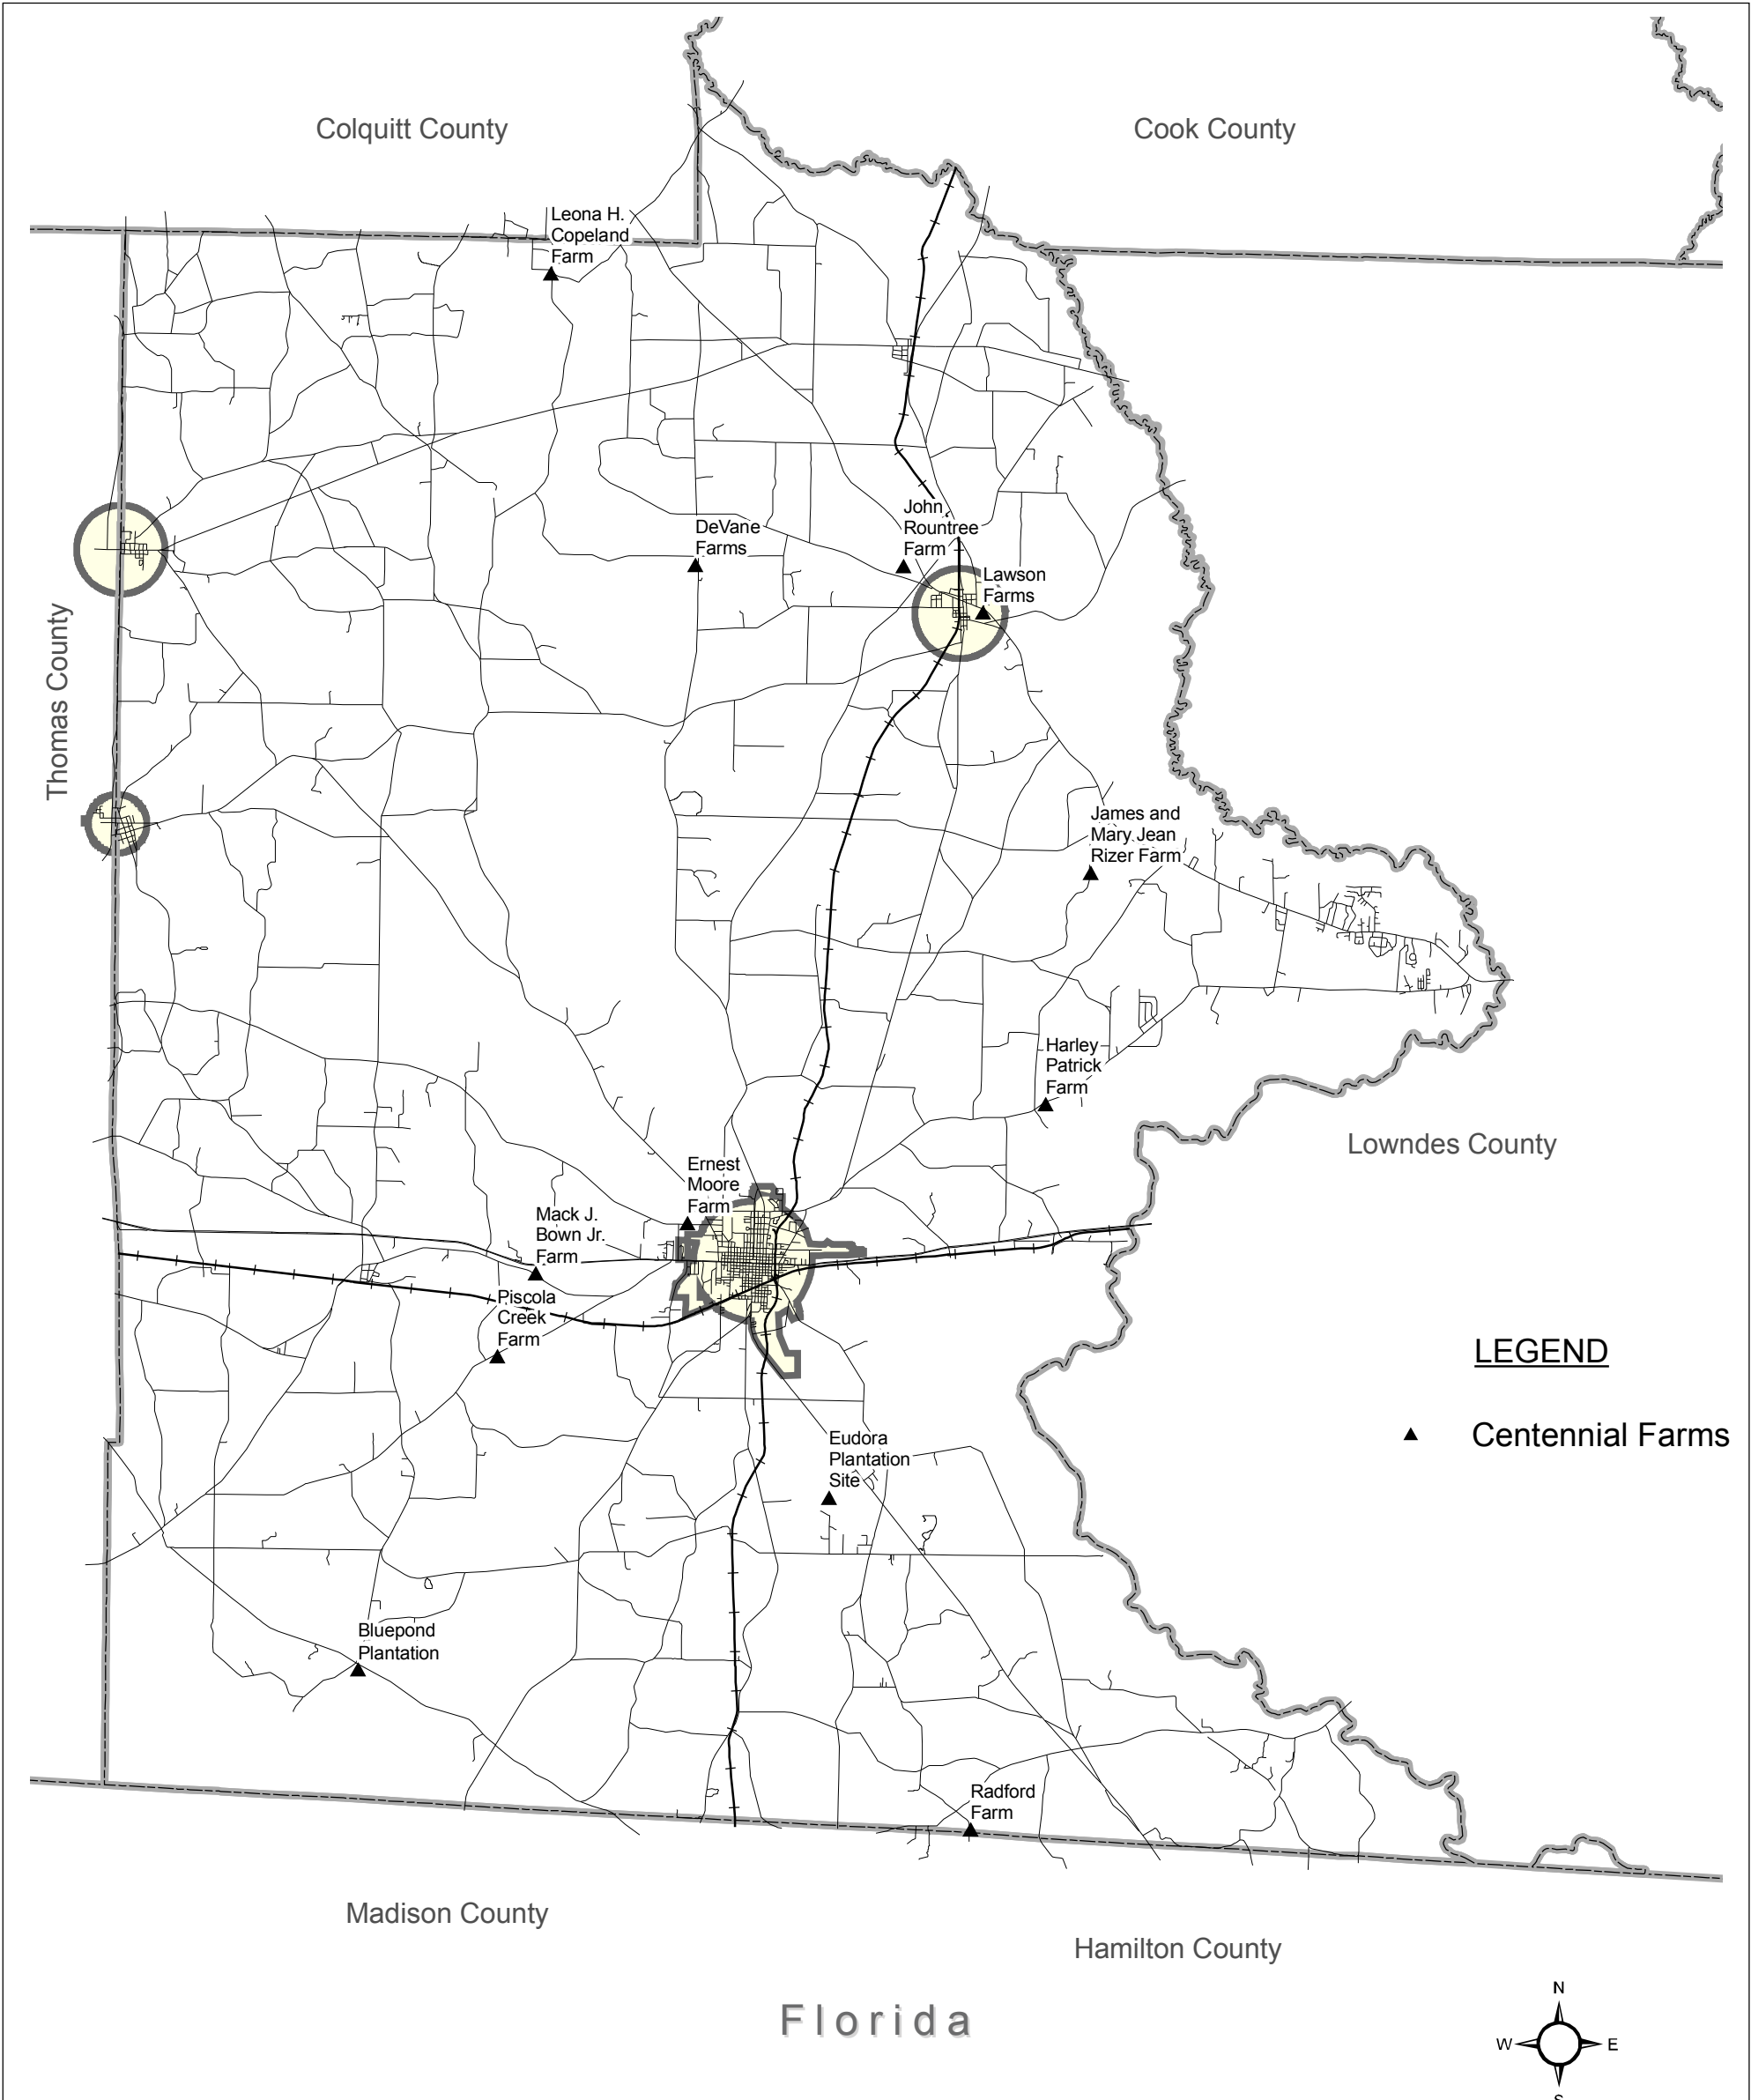 Colquitt County
Cook County
Leona H.
Copeland
Farm
John
Rountree
Farm
DeVane
Farms
Lawson
Farms
Thomas County
James and
Mary Jean
Rizer Farm
Harley
Patrick
Farm
Lowndes County
Ernest
Moore
Farm
Mack J.
Bown Jr.
Farm
Piscola
Creek
Farm
LEGEND
Centennial Farms
Eudora
Plantation
Site
Bluepond
Plantation
Radford
Farm
Madison County
Hamilton County
Florida
N
W
E
S